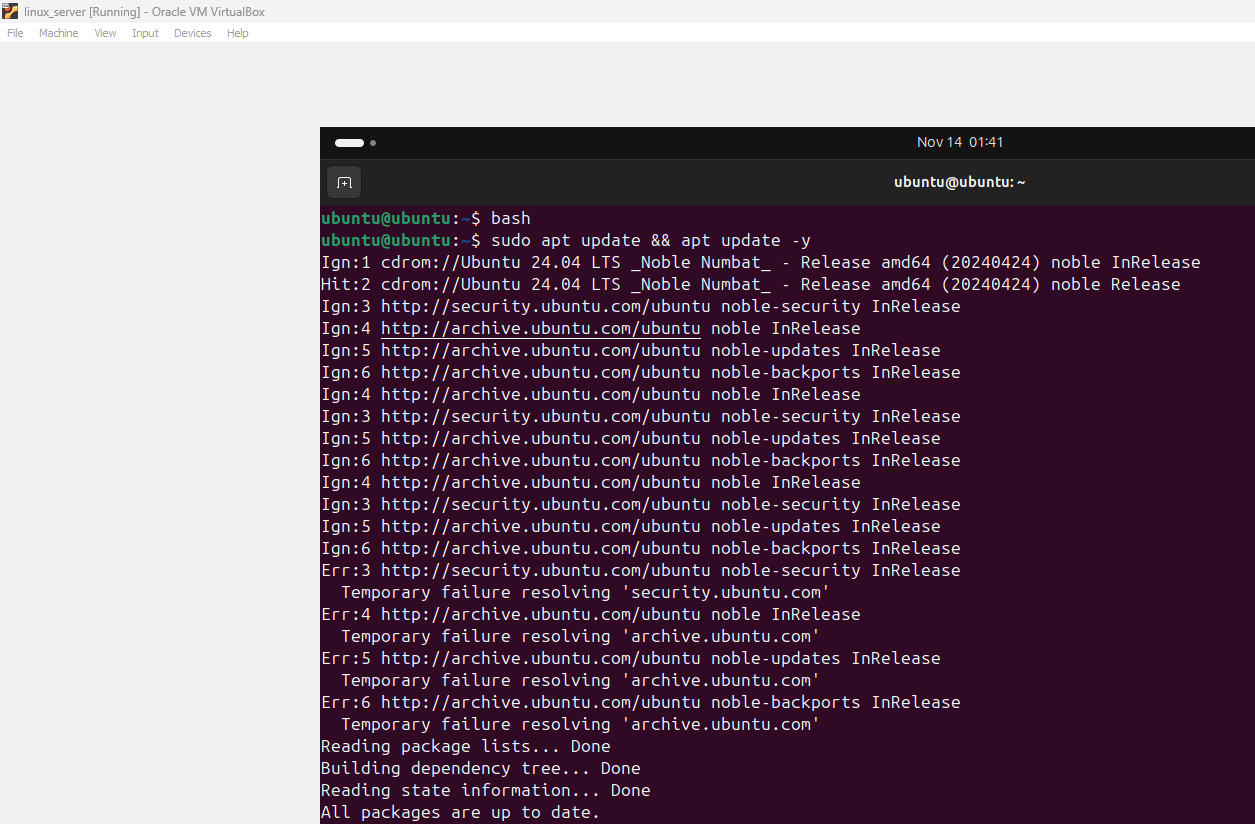 linux_server [Running] - Oracle VM VirtualBox
File Machine View Input Devices Help
Nov 14 01:41
ubuntu@ubuntu: ~
ubuntu@ubuntu:~$ bash
ubuntu@ubuntu:~$ sudo apt update && apt update -y
Ign:1 cdrom://Ubuntu 24.04 LTS _Noble Numbat_ - Release amd64 (20240424) noble InRelease
Hit:2 cdrom://Ubuntu 24.04 LTS _Noble Numbat_ - Release amd64 (20240424) noble Release
Ign:3 http://security.ubuntu.com/ubuntu noble-security InRelease
Ign:4 http://archive.ubuntu.com/ubuntu noble InRelease
Ign:5 http://archive.ubuntu.com/ubuntu noble-updates InRelease
Ign:6 http://archive.ubuntu.com/ubuntu noble-backports InRelease
Ign:4 http://archive.ubuntu.com/ubuntu noble InRelease
Ign:3 http://security.ubuntu.com/ubuntu noble-security InRelease
Ign:5 http://archive.ubuntu.com/ubuntu noble-updates InRelease
Ign:6 http://archive.ubuntu.com/ubuntu noble-backports InRelease
Ign:4 http://archive.ubuntu.com/ubuntu noble InRelease
Ign:3 http://security.ubuntu.com/ubuntu noble-security InRelease
Ign:5 http://archive.ubuntu.com/ubuntu noble-updates InRelease
Ign:6 http://archive.ubuntu.com/ubuntu noble-backports InRelease
Err:3 http://security.ubuntu.com/ubuntu noble-security InRelease
  Temporary failure resolving 'security.ubuntu.com'
Err:4 http://archive.ubuntu.com/ubuntu noble InRelease
  Temporary failure resolving 'archive.ubuntu.com'
Err:5 http://archive.ubuntu.com/ubuntu noble-updates InRelease
  Temporary failure resolving 'archive.ubuntu.com'
Err:6 http://archive.ubuntu.com/ubuntu noble-backports InRelease
  Temporary failure resolving 'archive.ubuntu.com'
Reading package lists... Done
Building dependency tree... Done
Reading state information... Done
All packages are up to date.